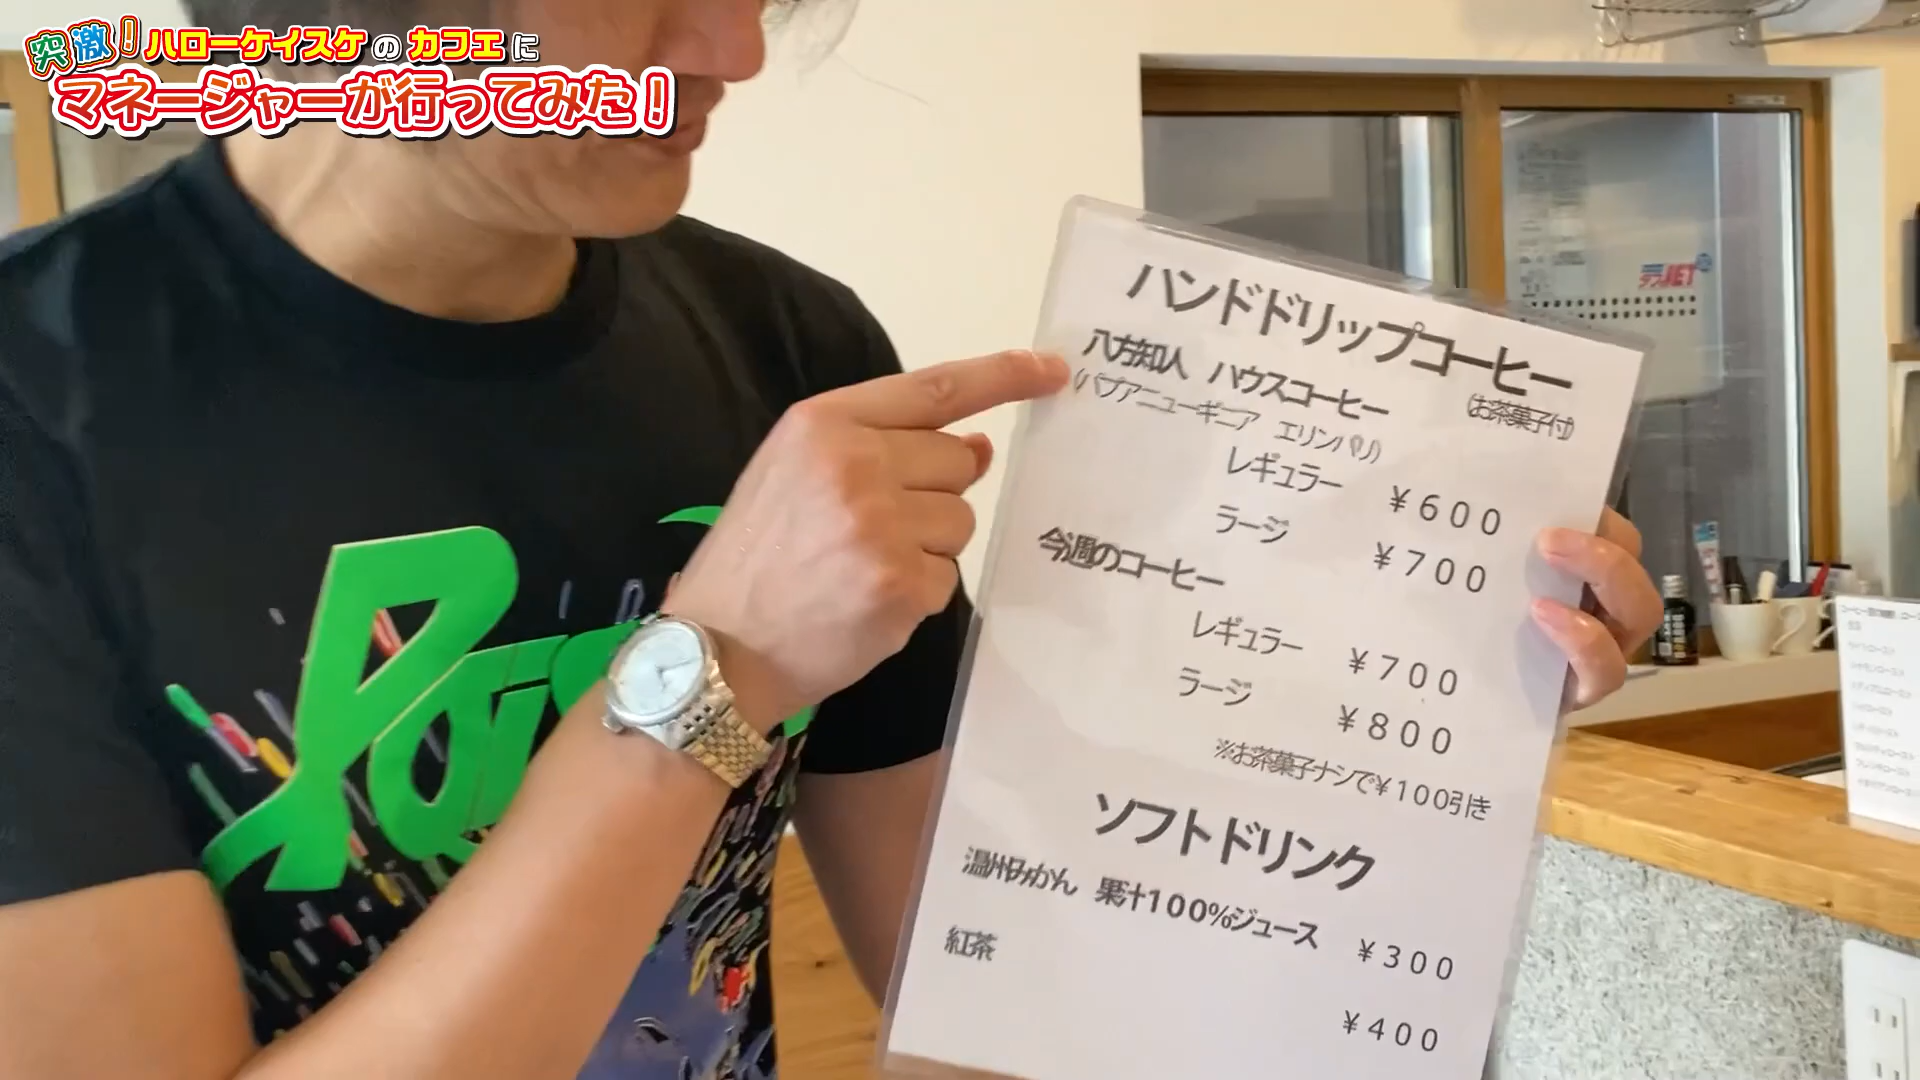 突激!ハローケイスケのカフェに
マネージャーが行ってみた!
ハンドドリップコーヒー
(お茶菓子付)
八方知人 ハウスコーヒー
(パプアニューギニア エリンバリ)
レギュラー ¥600
ラージ ¥700
今週のコーヒー
レギュラー ¥700
ラージ ¥800
※お茶菓子ナシで¥100引き
ソフトドリンク
温州みかん 果汁100%ジュース ¥300
紅茶 ¥400
JET